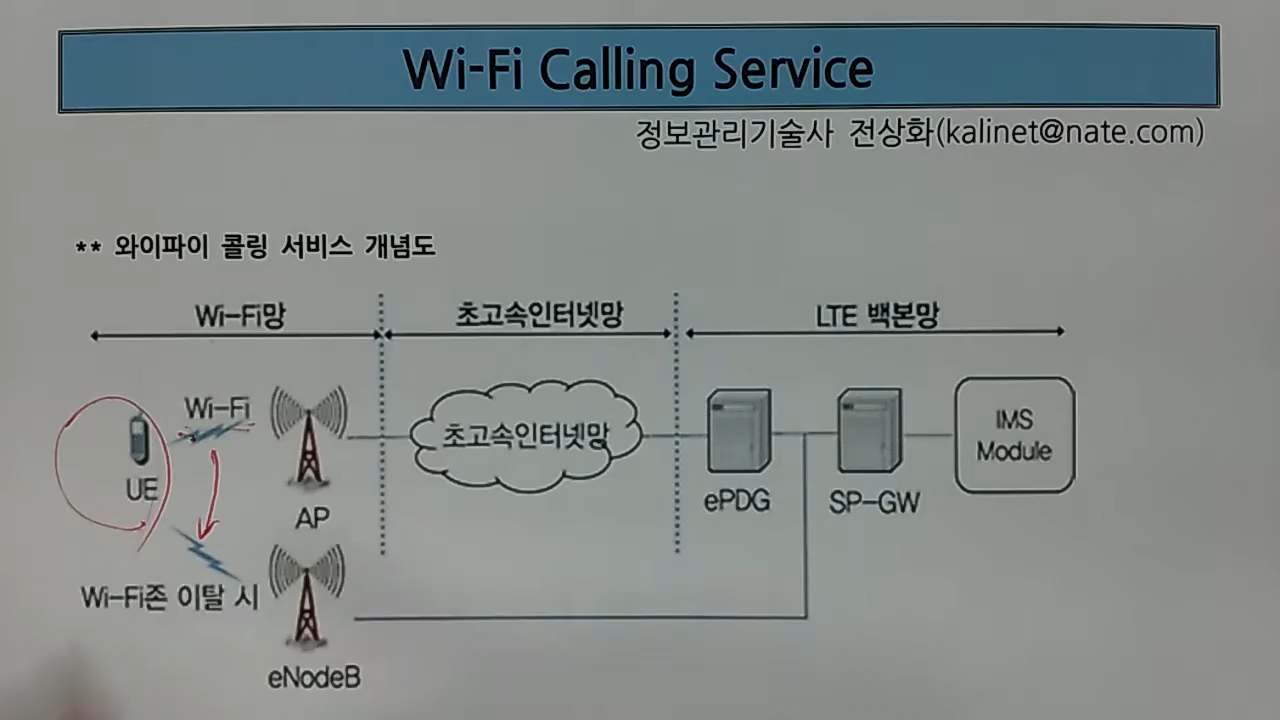 Wi-Fi Calling Service
정보관리기술사 전상화(kalinet@nate.com)
** 와이파이 콜링 서비스 개념도
Wi-Fi망
초고속인터넷망
LTE 백본망
Wi-Fi
초고속인터넷망
IMS
Module
UE
AP
ePDG
SP-GW
Wi-Fi존 이탈 시
eNodeB